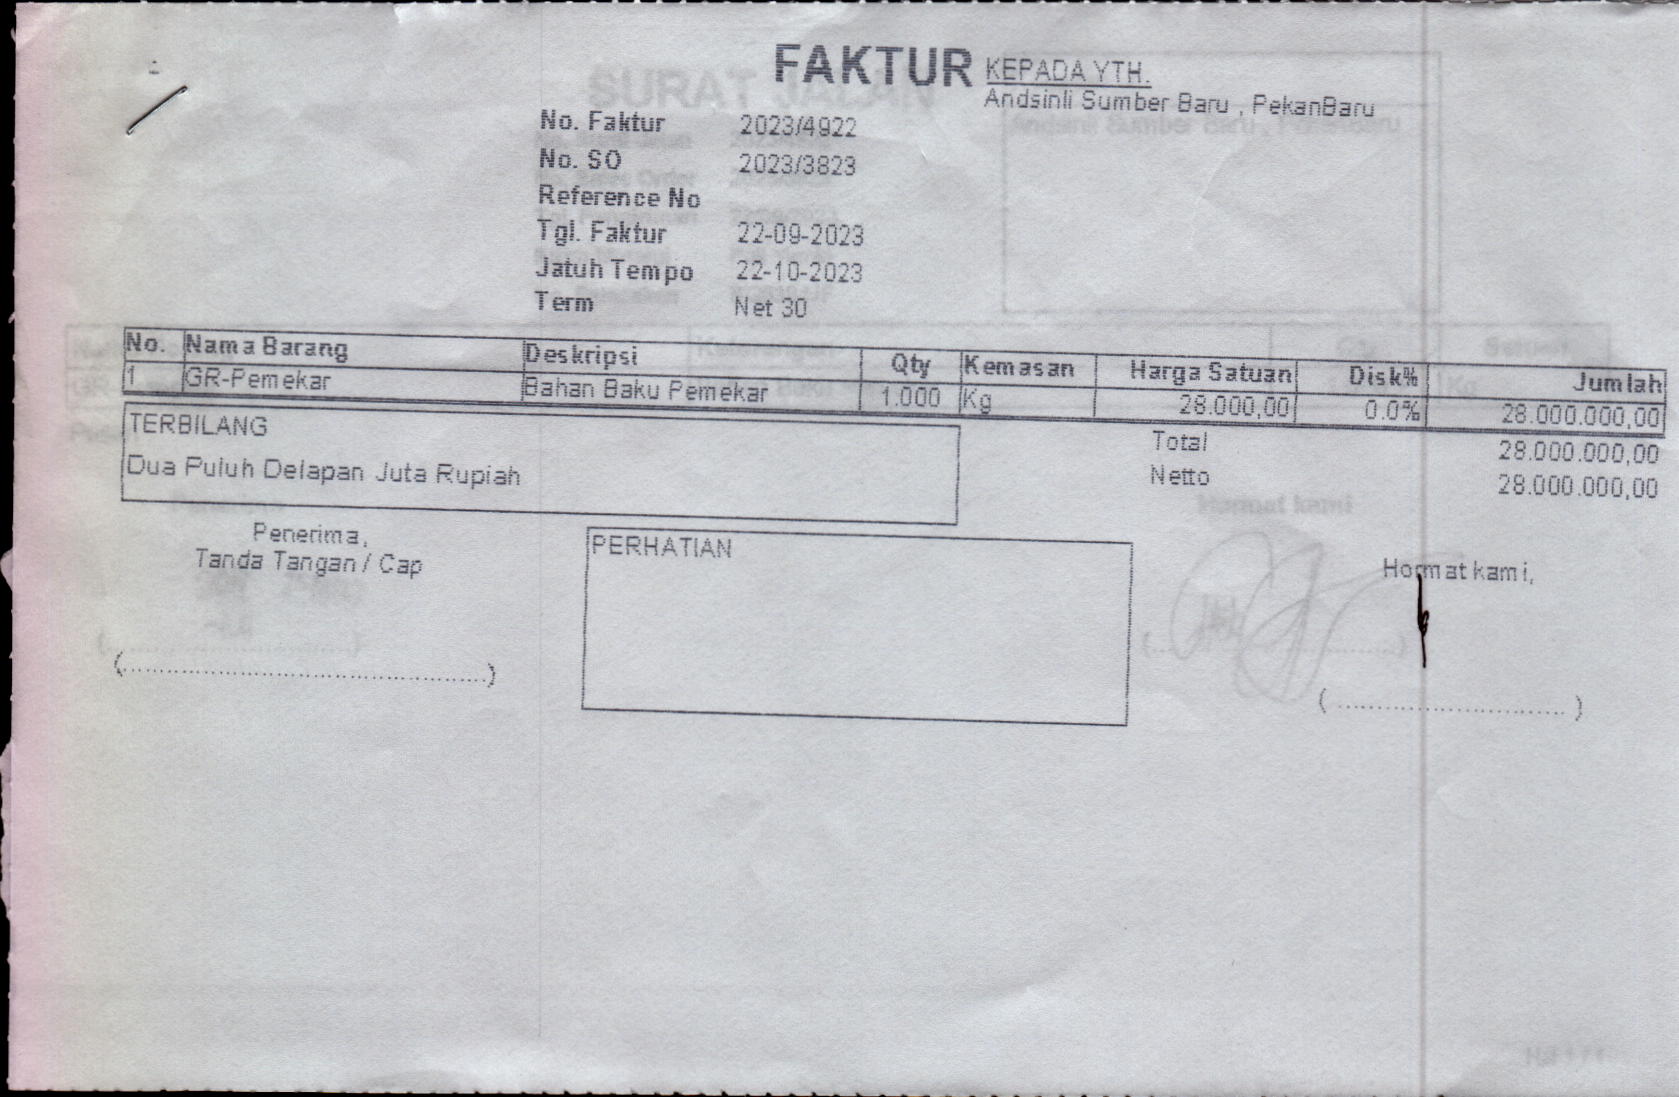 FAKTUR
KEPADA YTH.
Andsinli Sumber Baru , PekanBaru
No. Faktur 2023/4922
No. SO 2023/3823
Reference No
Tgl. Faktur 22-09-2023
Jatuh Tempo 22-10-2023
Term Net 30
No. Nama Barang Deskripsi Qty Kemasan Harga Satuan Disk% Jumlah
1 GR-Pemekar Bahan Baku Pemekar 1.000 Kg 28.000,00 0.0% 28.000.000,00
TERBILANG
Dua Puluh Delapan Juta Rupiah
Total 28.000.000,00
Netto 28.000.000,00
Penerima,
Tanda Tangan / Cap
PERHATIAN
Hormat kami,
(..................................................)
( ............................... )